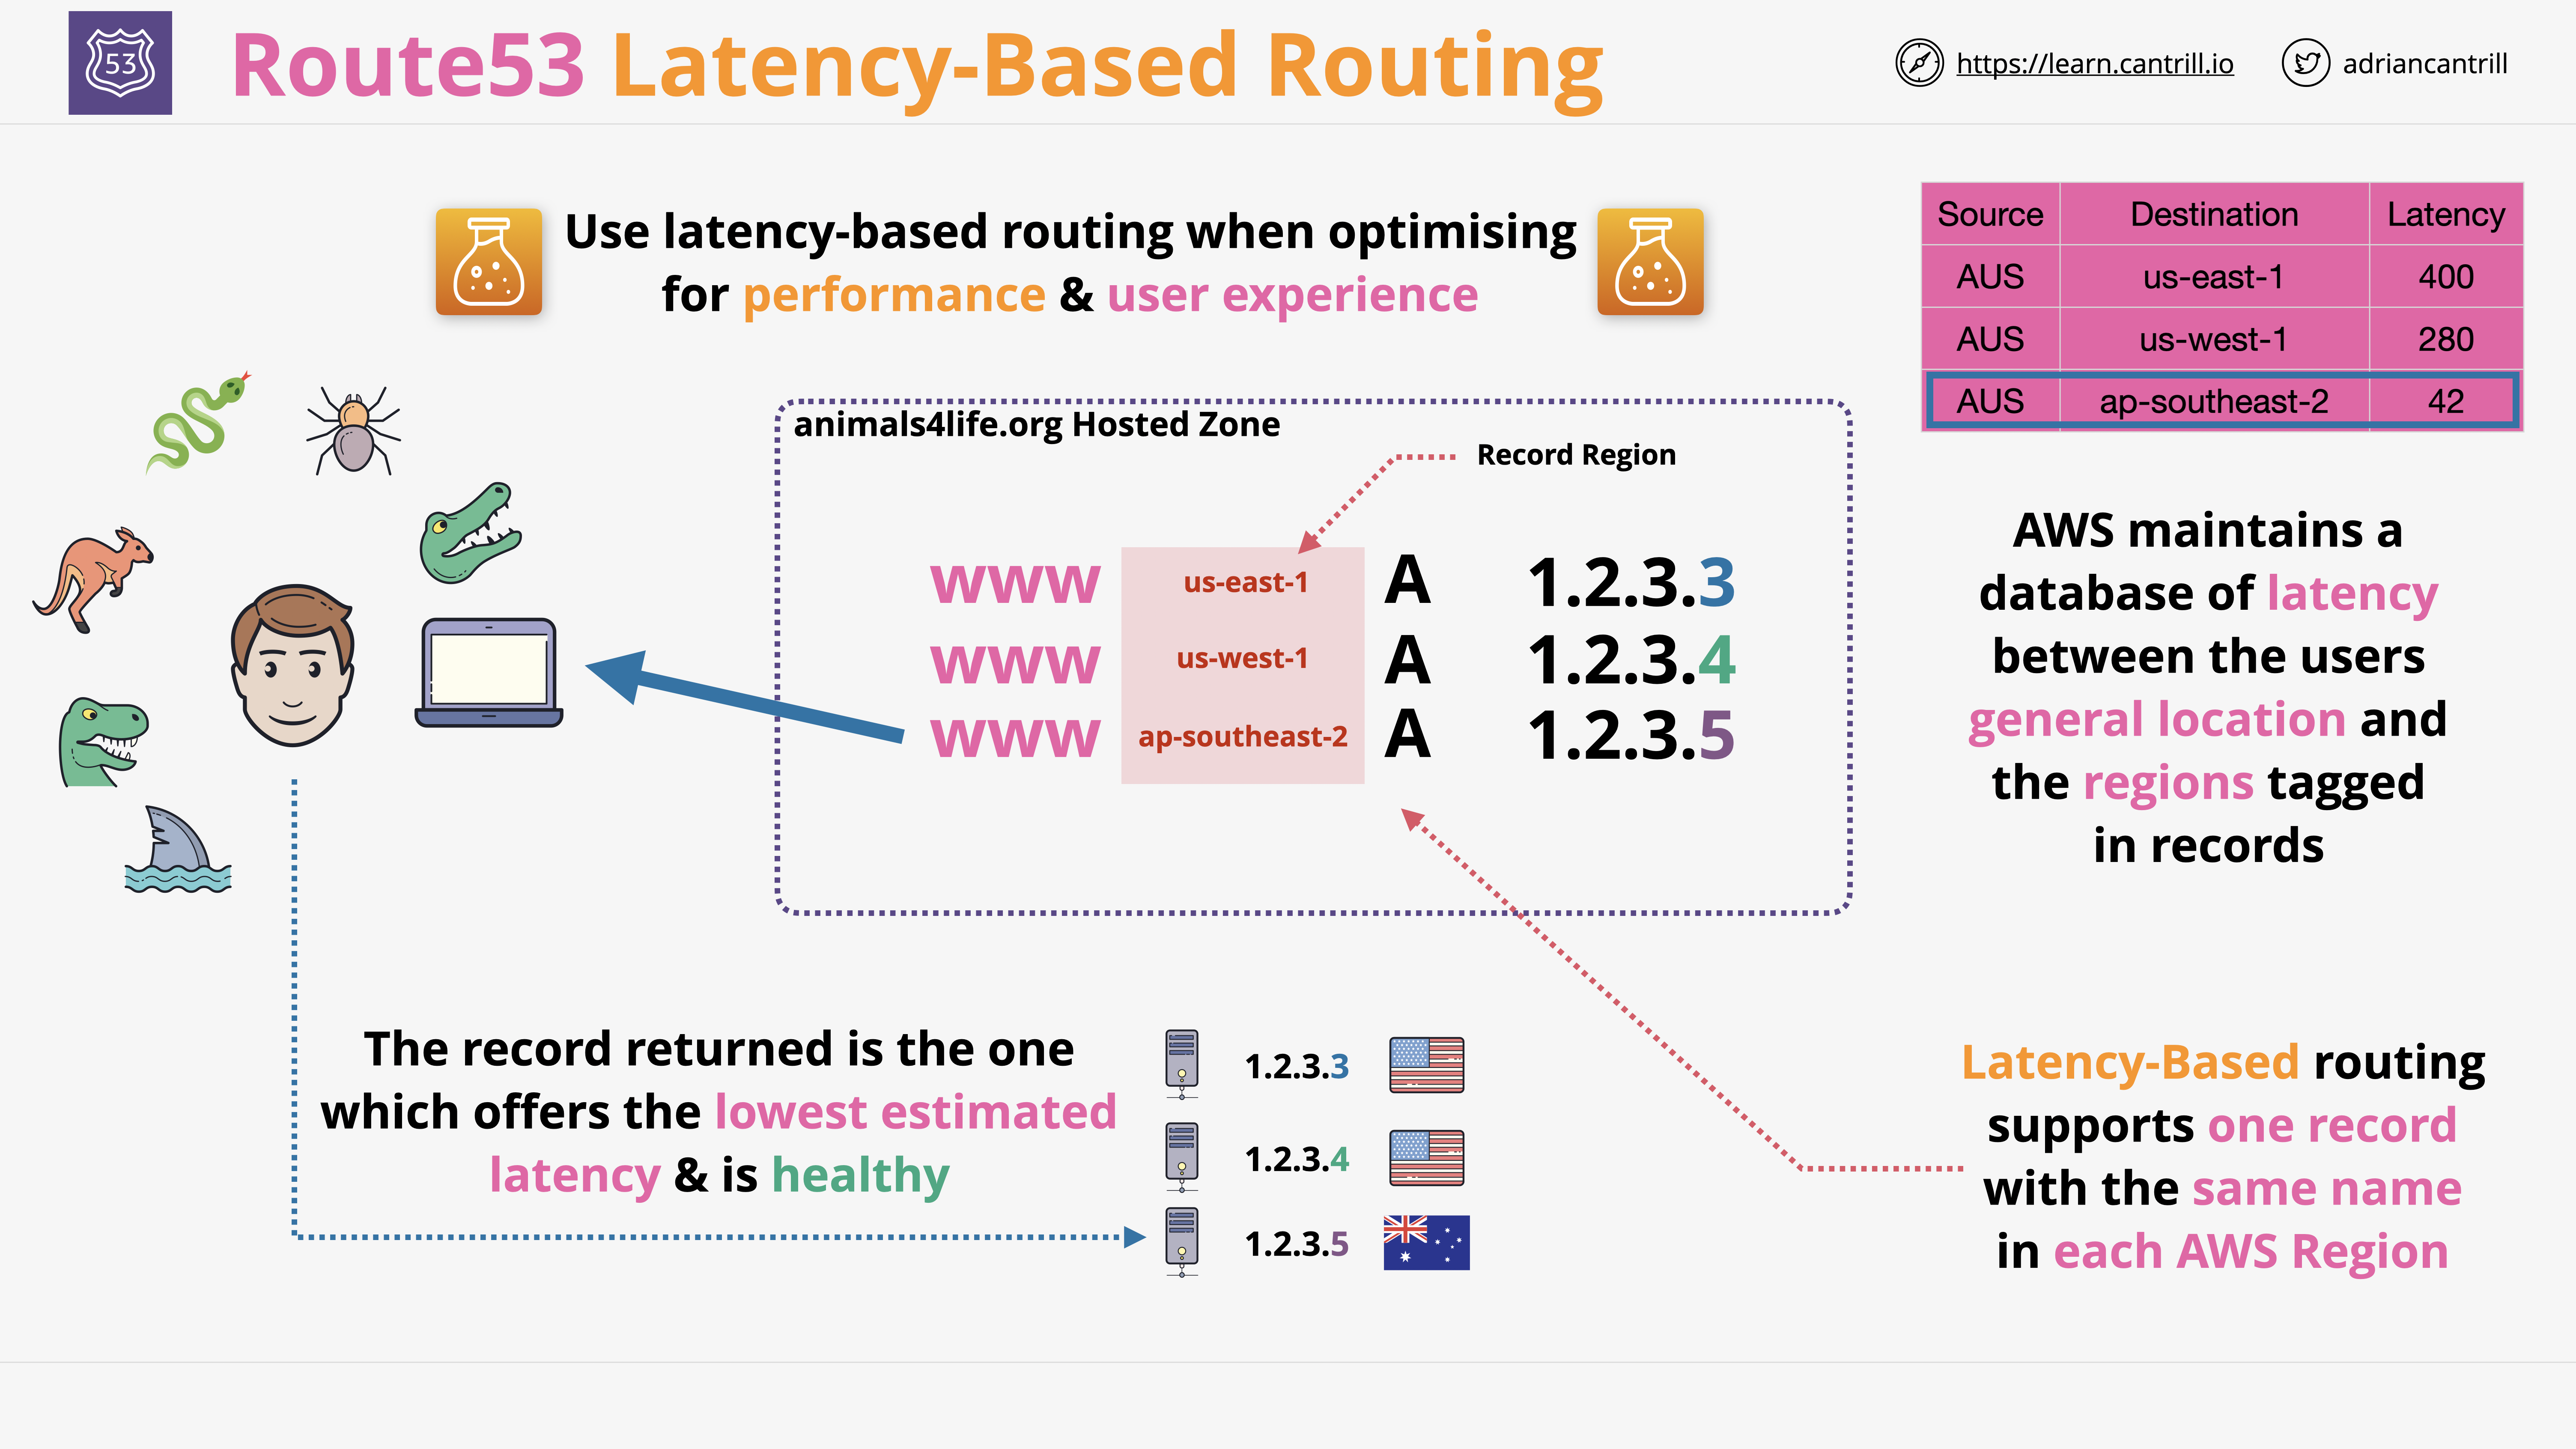 53
Route53 Latency-Based Routing
https://learn.cantrill.io
adriancantrill
Use latency-based routing when optimising
for performance & user experience
Source Destination Latency
AUS us-east-1 400
AUS us-west-1 280
AUS ap-southeast-2 42
animals4life.org Hosted Zone
Record Region
www us-east-1 A 1.2.3.3
www us-west-1 A 1.2.3.4
www ap-southeast-2 A 1.2.3.5
AWS maintains a
database of latency
between the users
general location and
the regions tagged
in records
The record returned is the one
which offers the lowest estimated
latency & is healthy
1.2.3.3
1.2.3.4
1.2.3.5
Latency-Based routing
supports one record
with the same name
in each AWS Region